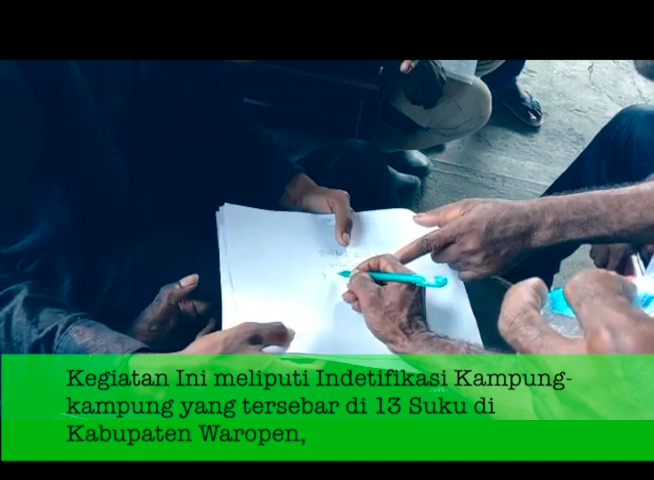 Kegiatan Ini meliputi Indetifikasi Kampung-
kampung yang tersebar di 13 Suku di
Kabupaten Waropen,